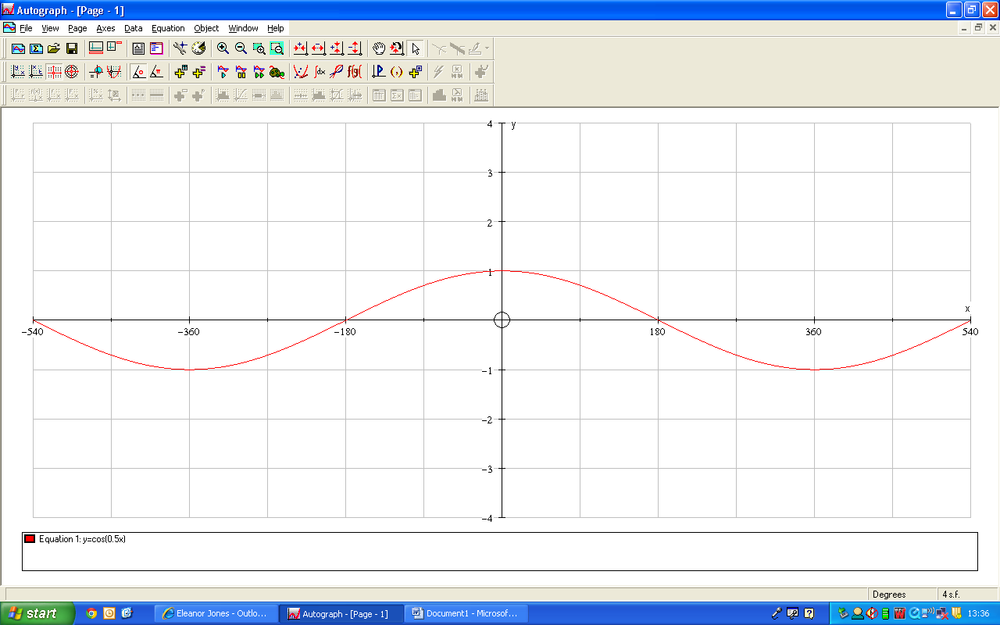 Autograph - [Page - 1]
File View Page Axes Data Equation Object Window Help
4 y
3
2
1
x
-540 -360 -180 180 360 540
-1
-2
-3
-4
Equation 1: y=cos(0.5x)
Degrees 4 s.f.
start Eleanor Jones - Outlo... Autograph - [Page - 1] Document1 - Microsof... 13:36